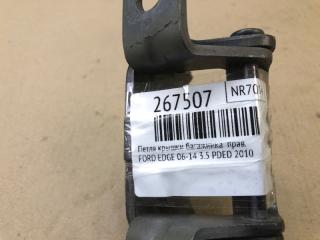 267507
NR70
Петля крышки багажника прав.
FORD EDGE 06-14 3.5 PDED 2010